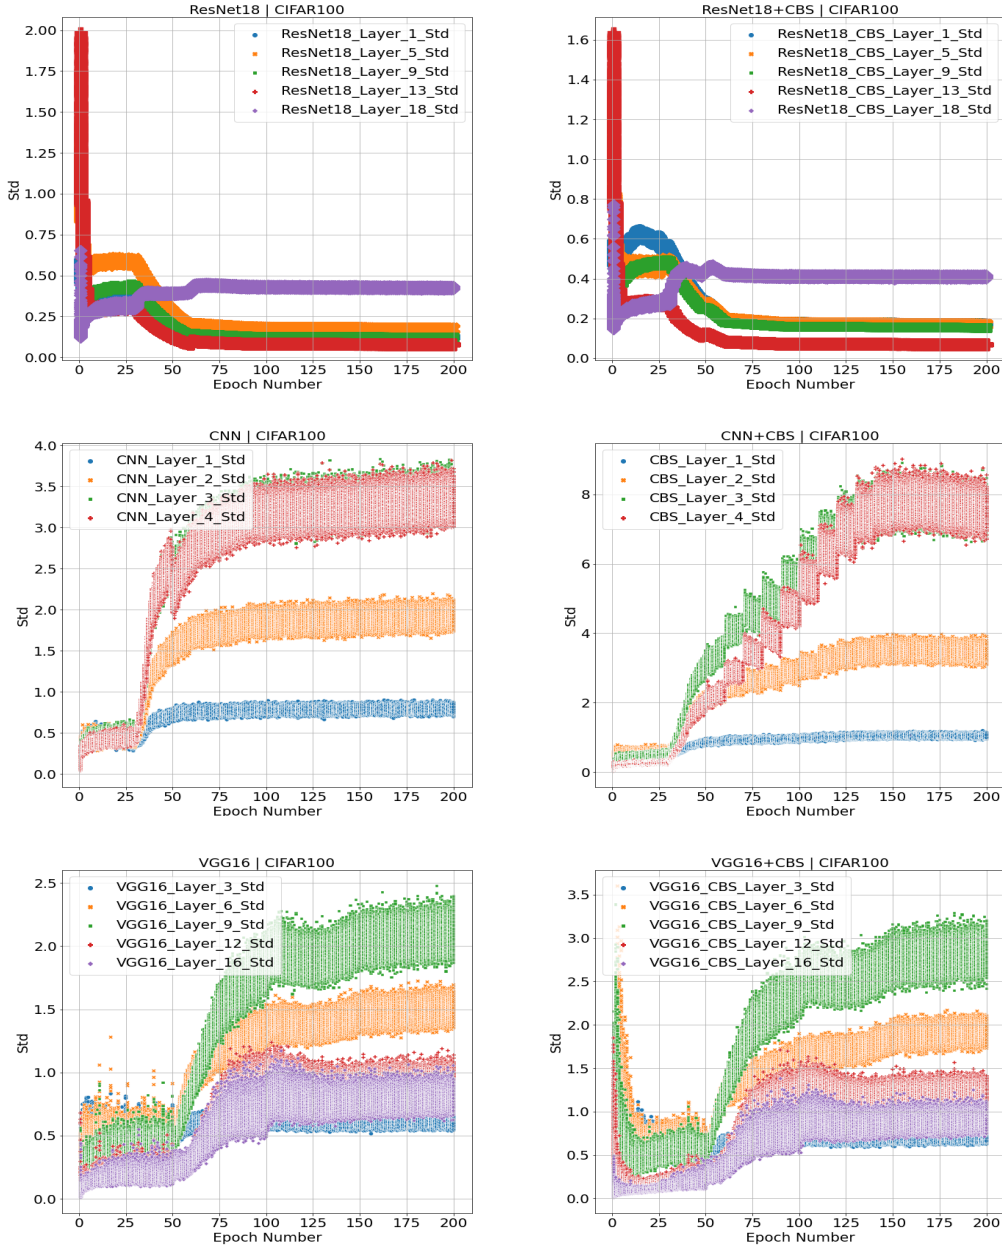 ResNet18 | CIFAR100
2.00
1.75
1.50
1.25
1.00
0.75
0.50
0.25
0.00
Std
ResNet18_Layer_1_Std
ResNet18_Layer_5_Std
ResNet18_Layer_9_Std
ResNet18_Layer_13_Std
ResNet18_Layer_18_Std
0 25 50 75 100 125 150 175 200
Epoch Number
ResNet18+CBS | CIFAR100
1.6
1.4
1.2
1.0
0.8
0.6
0.4
0.2
0.0
Std
ResNet18_CBS_Layer_1_Std
ResNet18_CBS_Layer_5_Std
ResNet18_CBS_Layer_9_Std
ResNet18_CBS_Layer_13_Std
ResNet18_CBS_Layer_18_Std
0 25 50 75 100 125 150 175 200
Epoch Number
CNN | CIFAR100
4.0
3.5
3.0
2.5
2.0
1.5
1.0
0.5
0.0
Std
CNN_Layer_1_Std
CNN_Layer_2_Std
CNN_Layer_3_Std
CNN_Layer_4_Std
0 25 50 75 100 125 150 175 200
Epoch Number
CNN+CBS | CIFAR100
8
6
4
2
0
Std
CBS_Layer_1_Std
CBS_Layer_2_Std
CBS_Layer_3_Std
CBS_Layer_4_Std
0 25 50 75 100 125 150 175 200
Epoch Number
VGG16 | CIFAR100
2.5
2.0
1.5
1.0
0.5
0.0
Std
VGG16_Layer_3_Std
VGG16_Layer_6_Std
VGG16_Layer_9_Std
VGG16_Layer_12_Std
VGG16_Layer_16_Std
0 25 50 75 100 125 150 175 200
Epoch Number
VGG16+CBS | CIFAR100
3.5
3.0
2.5
2.0
1.5
1.0
0.5
0.0
Std
VGG16_CBS_Layer_3_Std
VGG16_CBS_Layer_6_Std
VGG16_CBS_Layer_9_Std
VGG16_CBS_Layer_12_Std
VGG16_CBS_Layer_16_Std
0 25 50 75 100 125 150 175 200
Epoch Number